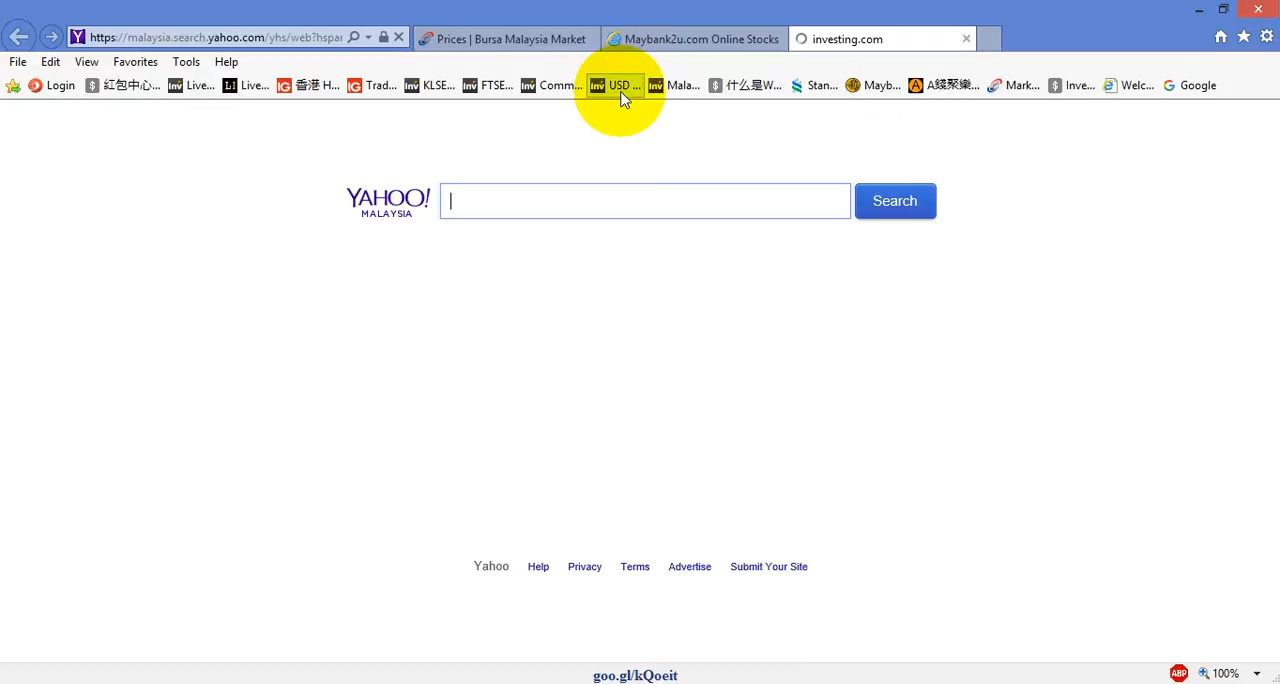 https://malaysia.search.yahoo.com/yhs/web?hspar
Prices | Bursa Malaysia Market
Maybank2u.com Online Stocks
investing.com
File Edit View Favorites Tools Help
Login 紅包中心... Live... Live... 香港 H... Trad... KLSE... FTSE... Comm... USD ... Mala... 什么是W... Stan... Mayb... A錢聚樂... Mark... Inve... Welc... Google
YAHOO!
MALAYSIA
Search
Yahoo Help Privacy Terms Advertise Submit Your Site
goo.gl/kQoeit
ABP
100%